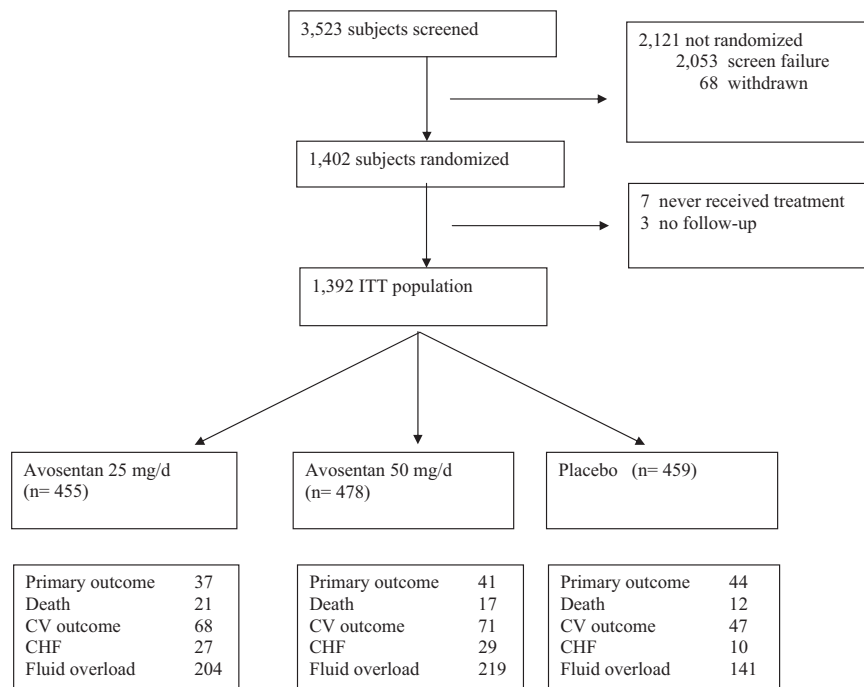 3,523 subjects screened
2,121 not randomized
2,053 screen failure
68 withdrawn
1,402 subjects randomized
7 never received treatment
3 no follow-up
1,392 ITT population
Avosentan 25 mg/d
(n= 455)
Avosentan 50 mg/d
(n= 478)
Placebo (n= 459)
Primary outcome 37
Death 21
CV outcome 68
CHF 27
Fluid overload 204
Primary outcome 41
Death 17
CV outcome 71
CHF 29
Fluid overload 219
Primary outcome 44
Death 12
CV outcome 47
CHF 10
Fluid overload 141